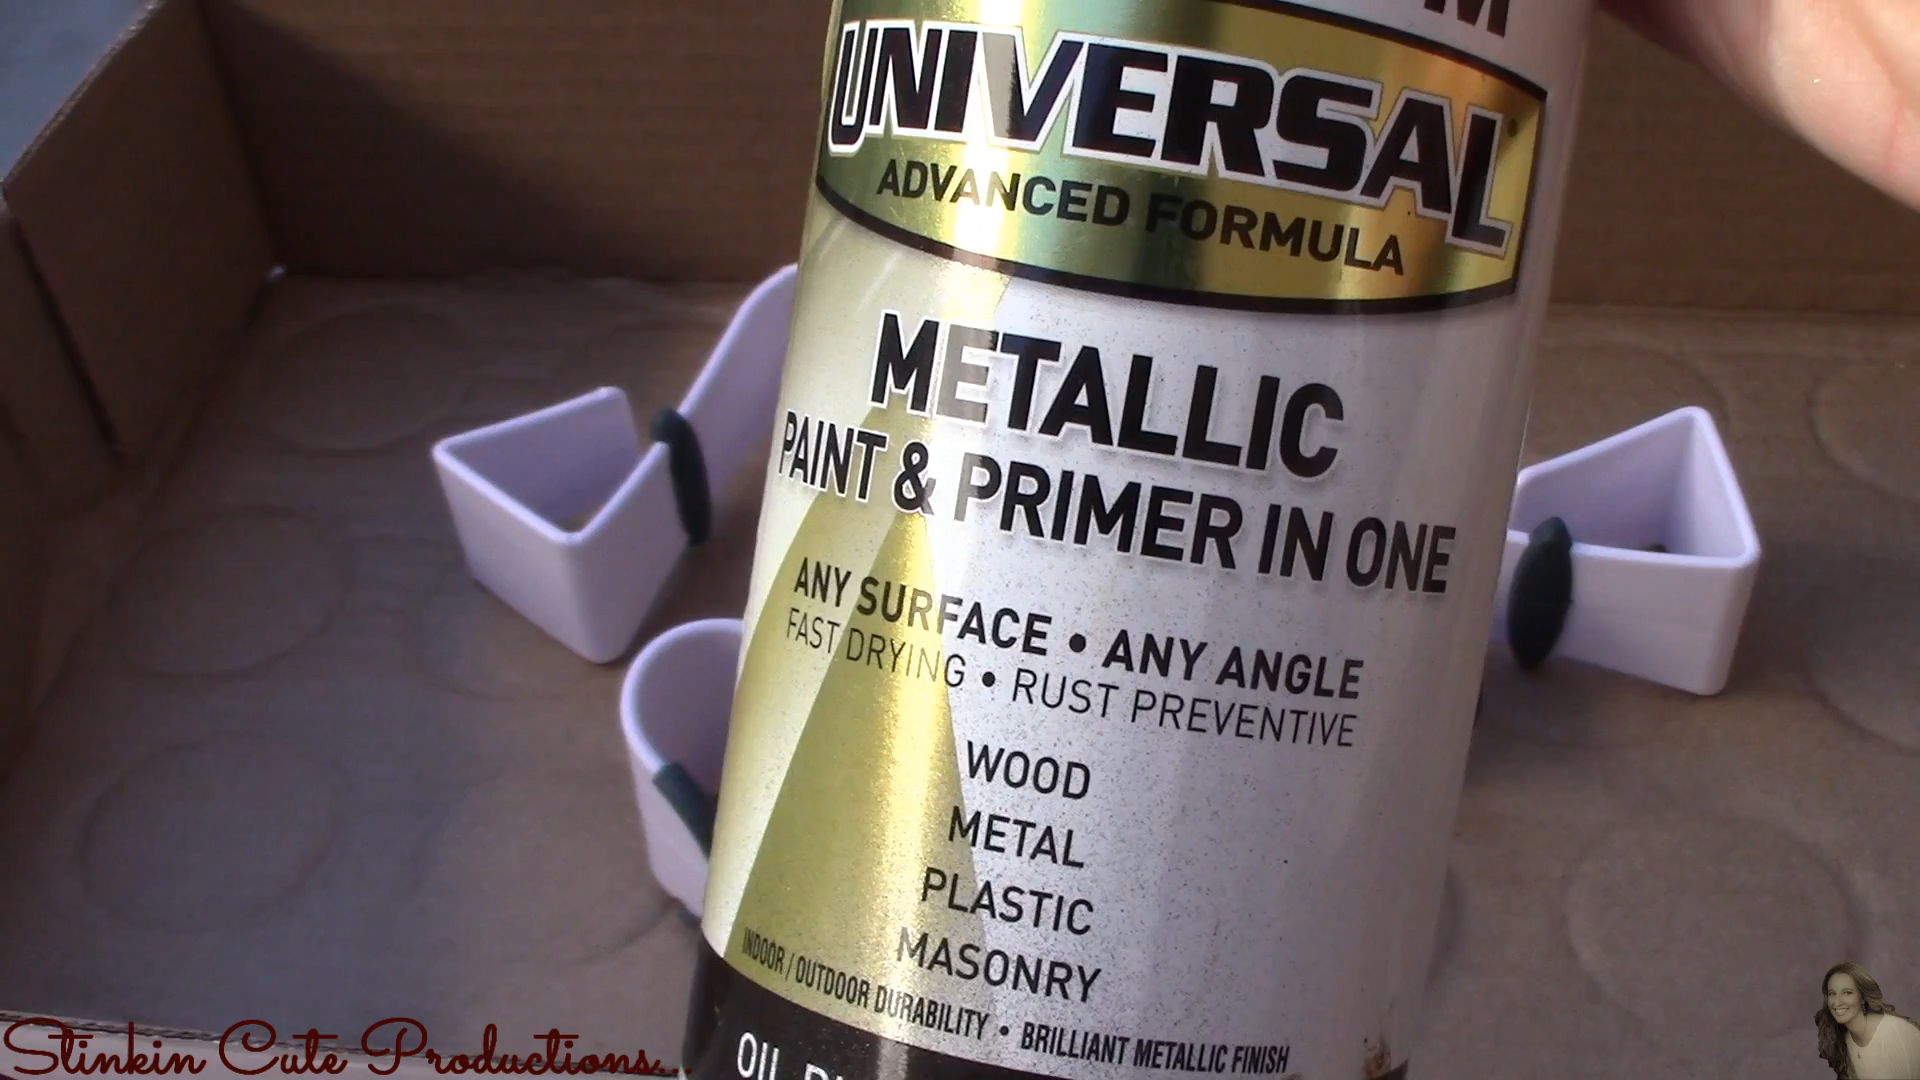 UNIVERSAL
ADVANCED FORMULA
METALLIC
PAINT & PRIMER IN ONE
ANY SURFACE • ANY ANGLE
FAST DRYING • RUST PREVENTIVE
WOOD
METAL
PLASTIC
MASONRY
INDOOR / OUTDOOR DURABILITY • BRILLIANT METALLIC FINISH
OIL
Stinkin Cute Productions...